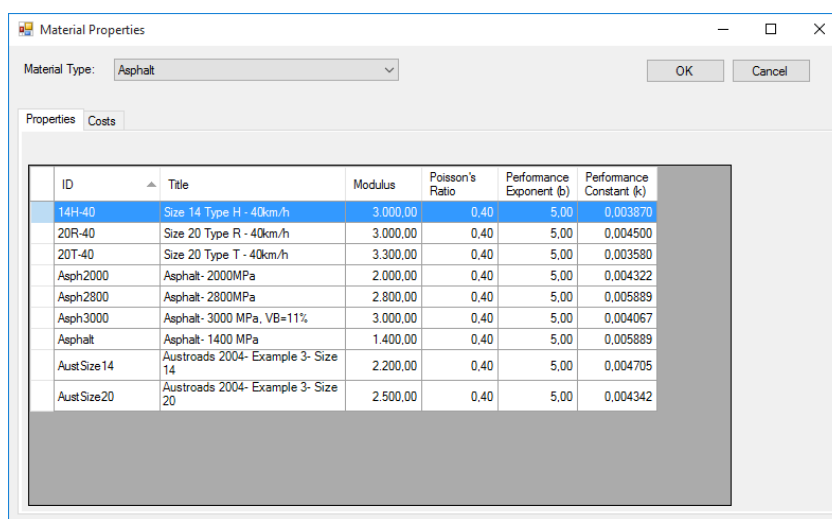 Material Properties
Material Type: Asphalt
OK Cancel
Properties Costs
ID Title Modulus Poisson's Ratio Performance Exponent (b) Performance Constant (k)
14H-40 Size 14 Type H - 40km/h 3.000,00 0,40 5,00 0,003870
20R-40 Size 20 Type R - 40km/h 3.000,00 0,40 5,00 0,004500
20T-40 Size 20 Type T - 40km/h 3.300,00 0,40 5,00 0,003580
Asph2000 Asphalt- 2000MPa 2.000,00 0,40 5,00 0,004322
Asph2800 Asphalt- 2800MPa 2.800,00 0,40 5,00 0,005889
Asph3000 Asphalt- 3000 MPa, VB=11% 3.000,00 0,40 5,00 0,004067
Asphalt Asphalt- 1400 MPa 1.400,00 0,40 5,00 0,005889
AustSize14 Austroads 2004- Example 3- Size 14 2.200,00 0,40 5,00 0,004705
AustSize20 Austroads 2004- Example 3- Size 20 2.500,00 0,40 5,00 0,004342